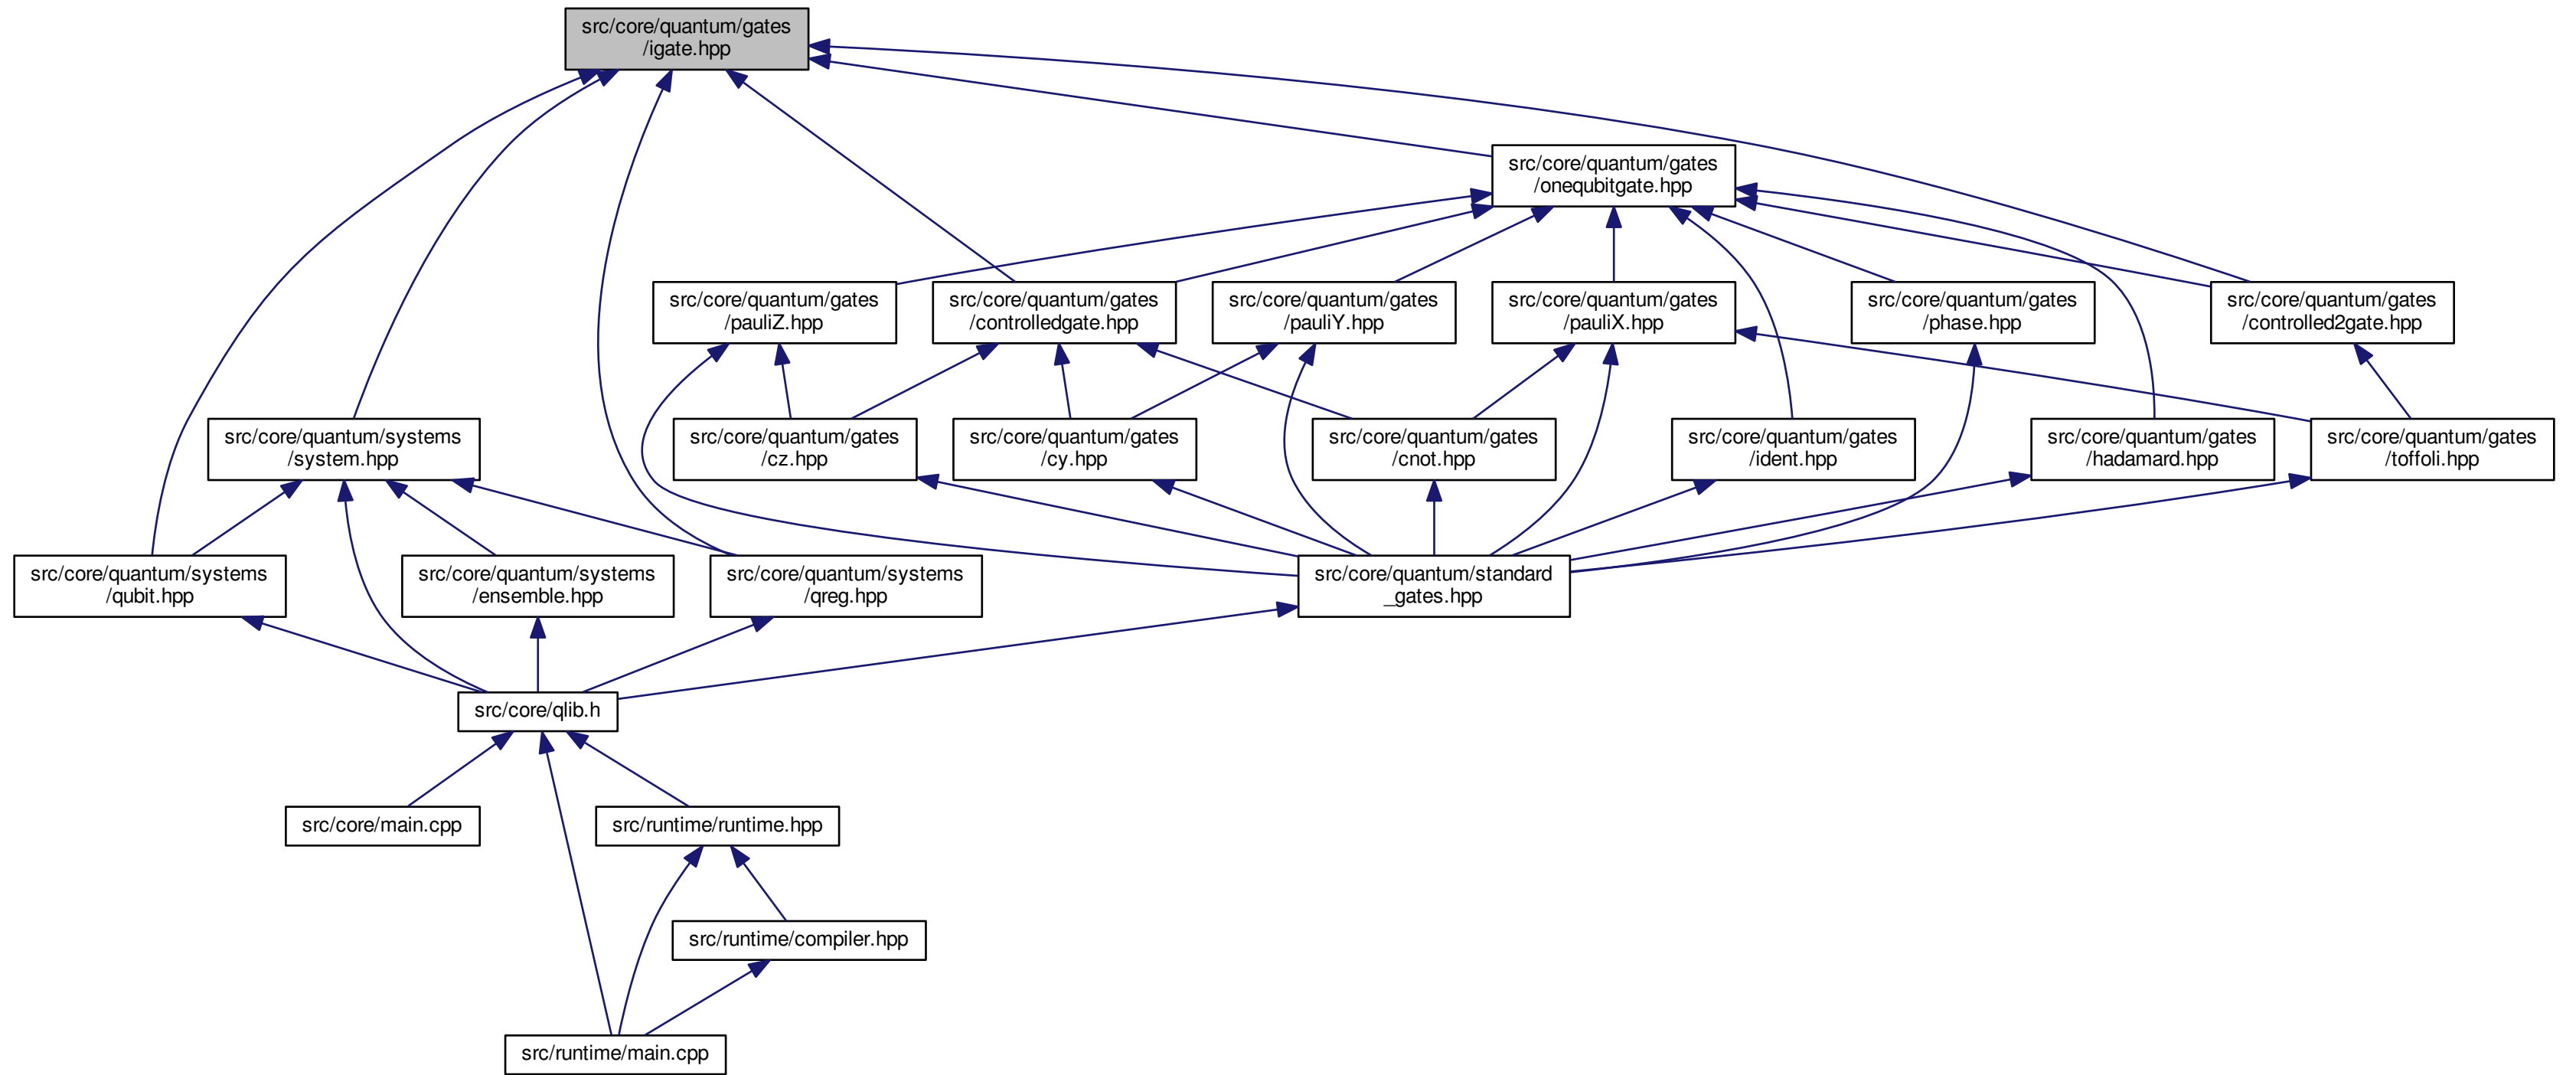 src/core/quantum/gates
/igate.hpp
src/core/quantum/gates
/onequbitgate.hpp
src/core/quantum/gates
/pauliZ.hpp
src/core/quantum/gates
/controlledgate.hpp
src/core/quantum/gates
/pauliY.hpp
src/core/quantum/gates
/pauliX.hpp
src/core/quantum/gates
/phase.hpp
src/core/quantum/gates
/controlled2gate.hpp
src/core/quantum/systems
/system.hpp
src/core/quantum/gates
/cz.hpp
src/core/quantum/gates
/cy.hpp
src/core/quantum/gates
/cnot.hpp
src/core/quantum/gates
/ident.hpp
src/core/quantum/gates
/hadamard.hpp
src/core/quantum/gates
/toffoli.hpp
src/core/quantum/systems
/qubit.hpp
src/core/quantum/systems
/ensemble.hpp
src/core/quantum/systems
/qreg.hpp
src/core/quantum/standard
_gates.hpp
src/core/qlib.h
src/core/main.cpp
src/runtime/runtime.hpp
src/runtime/compiler.hpp
src/runtime/main.cpp